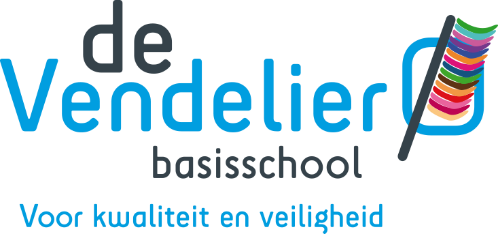 de
Vendelier
basisschool
Voor kwaliteit en veiligheid